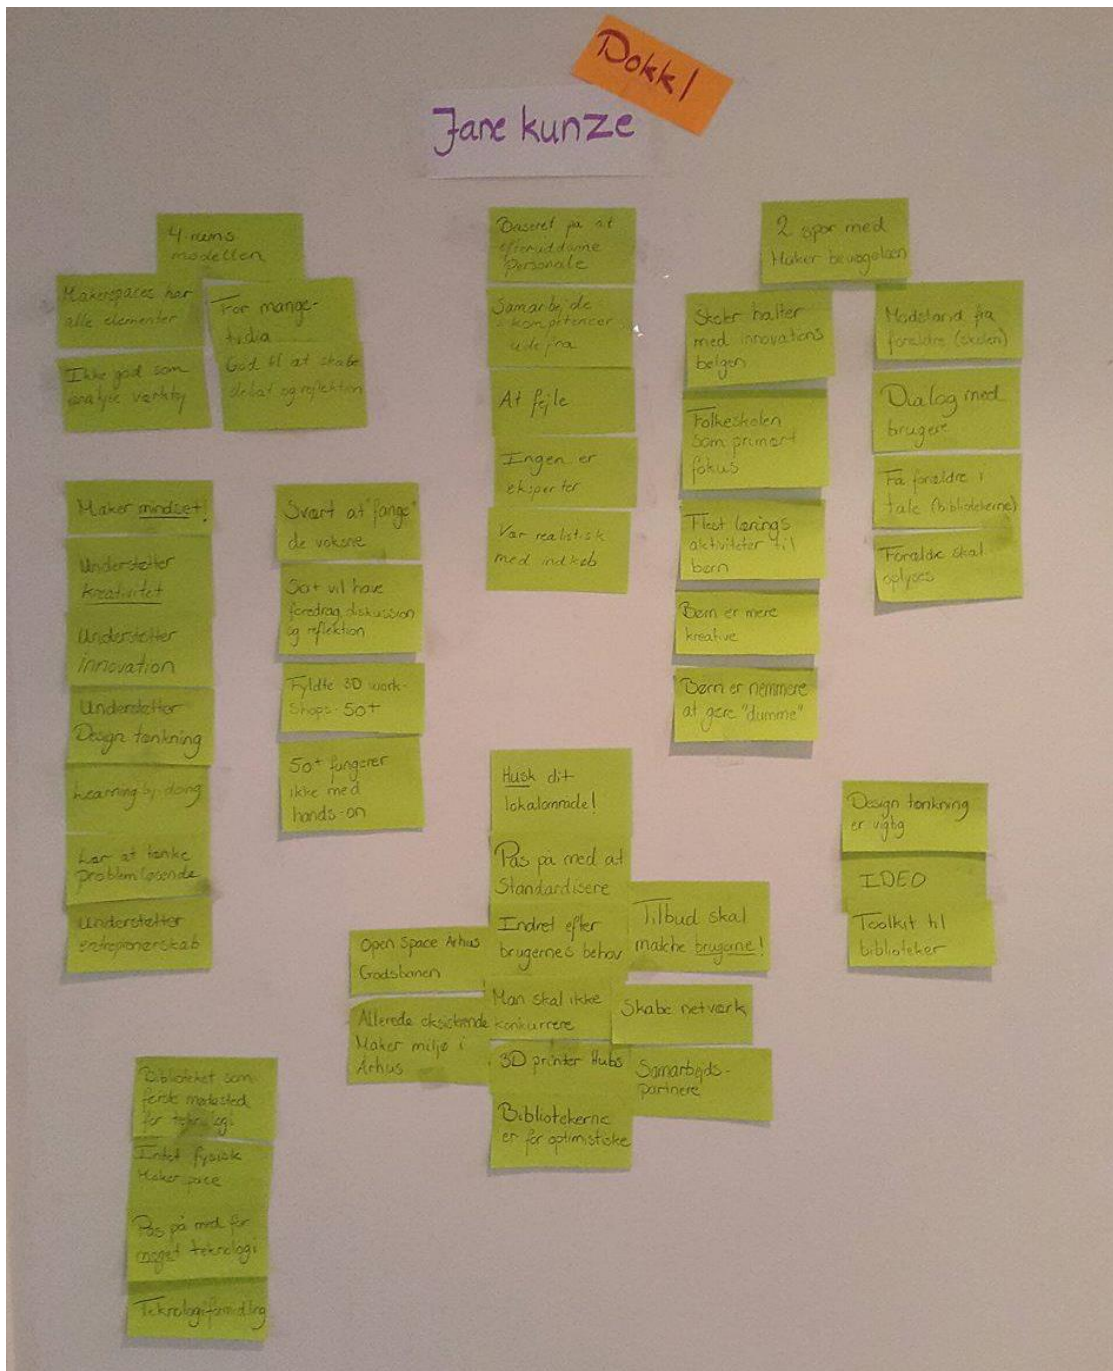 Dokk1
Jane kunze
4-rums
modellen
Makerspaces har
alle elementer
Ikke god som
analyse værktøj
For mange-
tydig
God til at skabe
debat og reflektion
Baseret på at
efteruddanne
personale
Samarbejde
kompetencer
udefra
At fejle
Ingen er
eksperter
Vær realistisk
med indkøb
2 spor med
Maker bevægelsen
Skoler halter
med innovations
bølgen
Folkeskolen
som primært
fokus
Flest lærings
aktiviteter til
børn
Børn er mere
kreative
Børn er nemmere
at gøre "dumme"
Modstand fra
forældre (skolen)
Dialog med
brugere
Få forældre i
tale (bibliotekerne)
Forældre skal
oplyses
Maker mindset!
Understøtter
kreativitet
Understøtter
innovation
Understøtter
Design tænkning
Learning by doing
Lær at tænke
problemløsende
Understøtter
entreprenørskab
Svært at "fange"
de voksne
50+ vil have
foredrag, diskussion
og reflektion
Fyldte 3D work-
shops - 50+
50+ fungerer
ikke med
hands-on
Husk dit
lokalområde!
Pas på med at
Standardisere
Indret efter
brugernes behov
Man skal ikke
konkurrere
3D printer Hubs
Bibliotekerne
er for optimistiske
Open Space Arhus
Godsbanen
Allerede eksisterende
Maker miljø i
Arhus
Tilbud skal
matche brugerne!
Skabe netværk
Samarbejds-
partnere
Design tænkning
er vigtig
IDEO
Toolkit til
biblioteker
Biblioteket som
første mødested
for teknologi
Intet fysisk
Maker space
Pas på med for
meget teknologi
Teknologiformidling